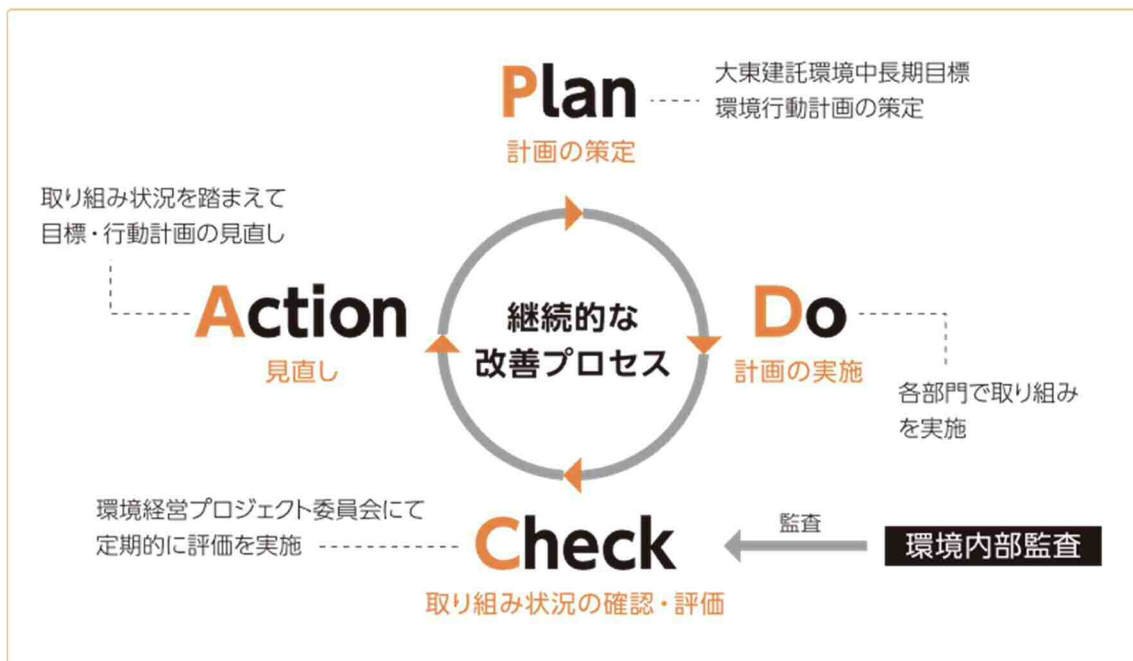 Plan
計画の策定
大東建託環境中長期目標
環境行動計画の策定
取り組み状況を踏まえて
目標・行動計画の見直し
Action
見直し
継続的な
改善プロセス
Do
計画の実施
各部門で取り組み
を実施
環境経営プロジェクト委員会にて
定期的に評価を実施
Check
取り組み状況の確認・評価
監査
環境内部監査